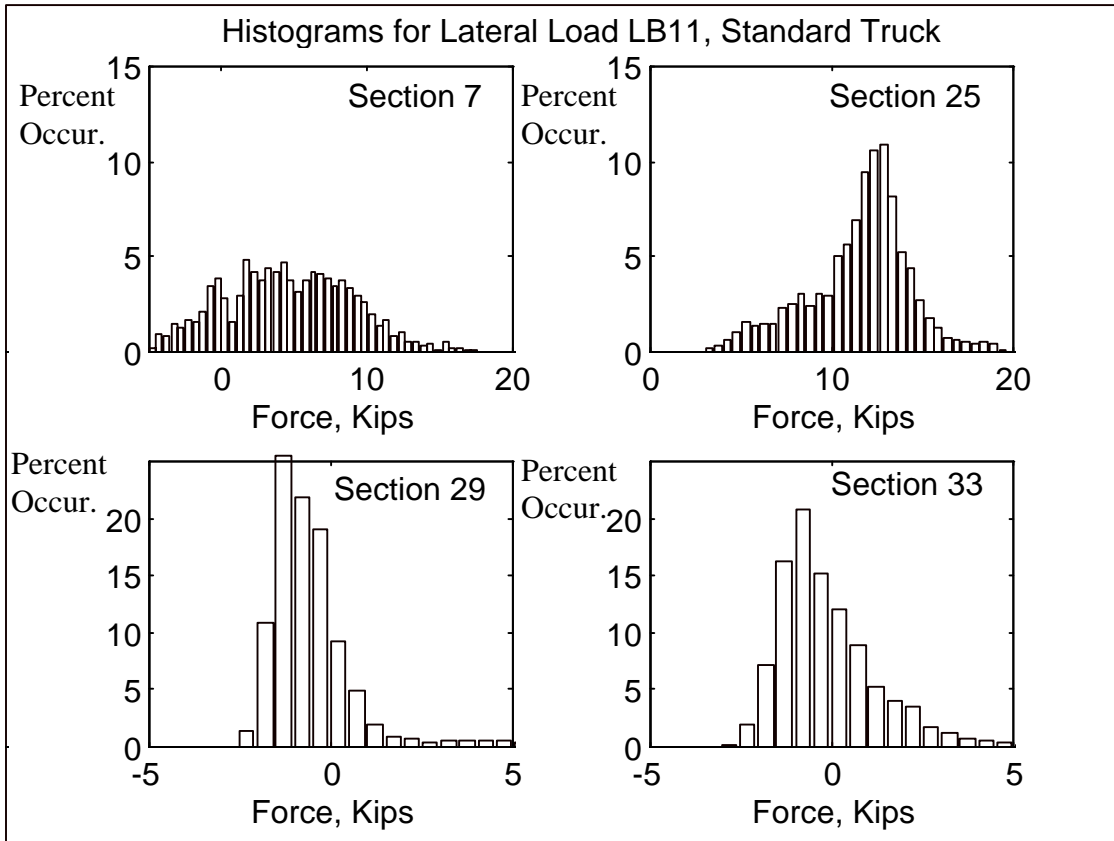 Histograms for Lateral Load LB11, Standard Truck
Percent
Occur.
Section 7
15
10
5
0
0 10 20
Force, Kips
Percent
Occur.
Section 25
15
10
5
0
0 10 20
Force, Kips
Percent
Occur.
Section 29
20
15
10
5
0
-5 0 5
Force, Kips
Percent
Occur.
Section 33
20
15
10
5
0
-5 0 5
Force, Kips